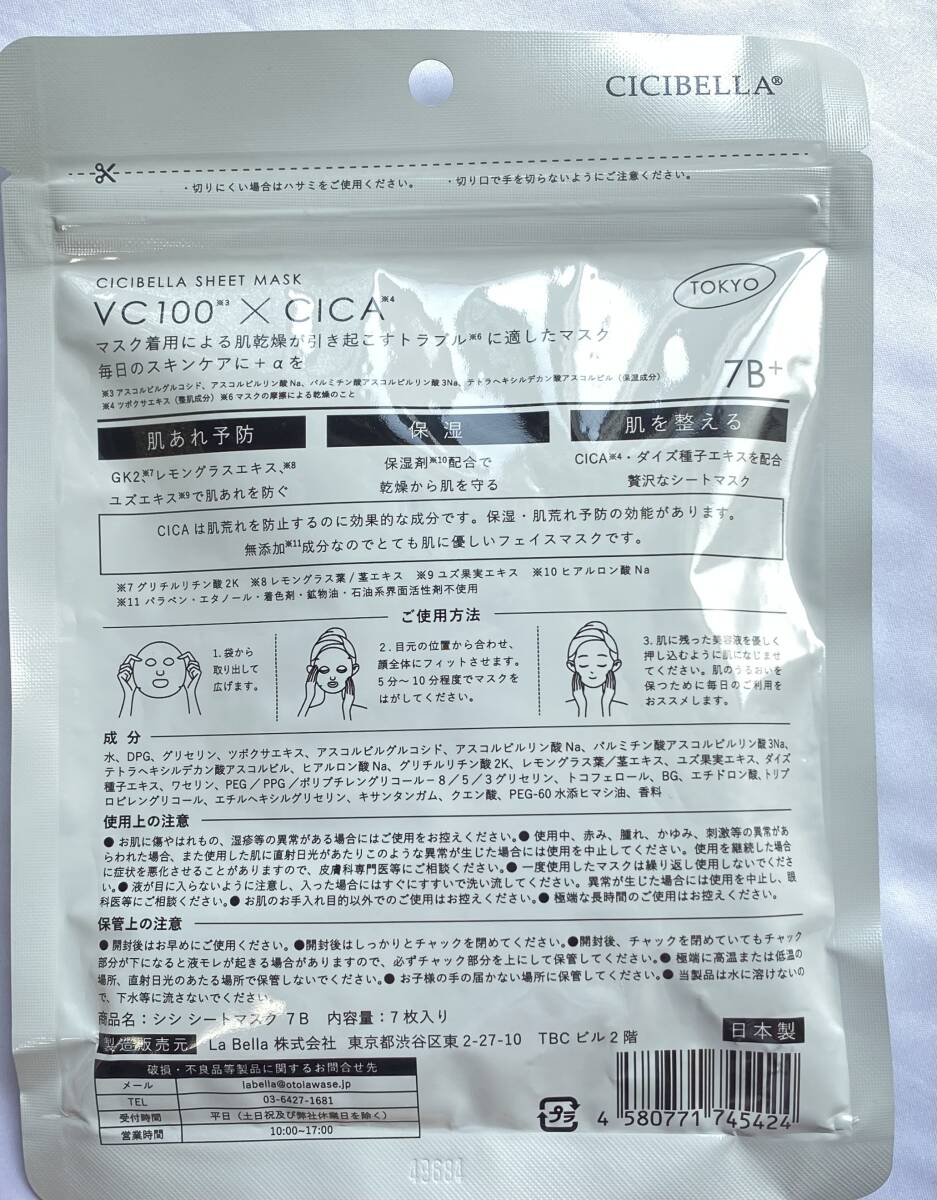 CICIBELLA®
・切りにくい場合はハサミをご使用ください。 ・切り口で手を切らないようにご注意ください。
CICIBELLA SHEET MASK
TOKYO
VC100※3 × CICA※4
マスク着用による肌乾燥が引き起こすトラブル※6に適したマスク
毎日のスキンケアに＋αを
7B+
※3 アスコルビルグルコシド、アスコルビルリン酸Na、パルミチン酸アスコルビルリン酸3Na、テトラヘキシルデカン酸アスコルビル（保湿成分）
※4 ツボクサエキス（整肌成分）※6 マスクの摩擦による乾燥のこと
肌あれ予防
GK2※7、レモングラスエキス※8、
ユズエキス※9で肌あれを防ぐ
保 湿
保湿剤※10配合で
乾燥から肌を守る
肌を整える
CICA※4・ダイズ種子エキスを配合
贅沢なシートマスク
CICAは肌荒れを防止するのに効果的な成分です。保湿・肌荒れ予防の効能があります。
無添加※11成分なのでとても肌に優しいフェイスマスクです。
※7 グリチルリチン酸2K ※8 レモングラス葉/茎エキス ※9 ユズ果実エキス ※10 ヒアルロン酸Na
※11 パラベン・エタノール・着色剤・鉱物油・石油系界面活性剤不使用
ご使用方法
1. 袋から
取り出して
広げます。
2. 目元の位置から合わせ、
顔全体にフィットさせます。
5分～10分程度でマスクを
はがしてください。
3. 肌に残った美容液を優しく
押し込むように肌になじませ
てください。肌のうるおいを
保つために毎日のご利用を
おススメします。
成 分
水、DPG、グリセリン、ツボクサエキス、アスコルビルグルコシド、アスコルビルリン酸Na、パルミチン酸アスコルビルリン酸3Na、
テトラヘキシルデカン酸アスコルビル、ヒアルロン酸Na、グリチルリチン酸2K、レモングラス葉／茎エキス、ユズ果実エキス、ダイズ
種子エキス、ワセリン、PEG／PPG／ポリブチレングリコール－8／5／3グリセリン、トコフェロール、BG、エチドロン酸、トリプ
ロピレングリコール、エチルヘキシルグリセリン、キサンタンガム、クエン酸、PEG-60水添ヒマシ油、香料
使用上の注意
●お肌に傷やはれもの、湿疹等の異常がある場合にはご使用をお控えください。●使用中、赤み、腫れ、かゆみ、刺激等の異常があ
らわれた場合、また使用した肌に直射日光があたりこのような異常が生じた場合には使用を中止してください。使用を継続した場合
に症状を悪化させることがありますので、皮膚科専門医等にご相談ください。●一度使用したマスクは繰り返し使用しないでくださ
い。●液が目に入らないように注意し、入った場合にはすぐにすすいで洗い流してください。異常が生じた場合には使用を中止し、眼
科医等にご相談ください。●お肌のお手入れ目的以外でのご使用はお控えください。●極端な長時間のご使用はお控えください。
保管上の注意
●開封後はお早めにご使用ください。●開封後はしっかりとチャックを閉めてください。●開封後、チャックを閉めていてもチャック
部分が下になると液モレが起きる場合がありますので、必ずチャック部分を上にして保管してください。●極端に高温または低温の
場所、直射日光のあたる場所で保管しないでください。●お子様の手の届かない場所に保管してください。●当製品は水に溶けないの
で、下水等に流さないでください。
商品名：シシ シートマスク 7B 内容量：7枚入り
日本製
製造販売元 La Bella 株式会社 東京都渋谷区東2-27-10 TBCビル2階
破損・不良品等製品に関するお問合せ先
メール labella@otolawase.jp
TEL 03-6427-1681
受付時間 平日（土日祝及び弊社休業日を除く）
営業時間 10:00~17:00
プラ
4 580771 745424
49684